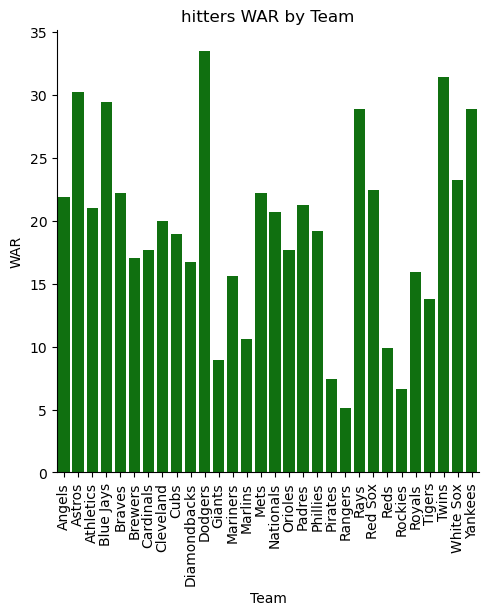 hitters WAR by Team
35
30
25
20
15
10
5
0
WAR
Angels
Astros
Athletics
Blue Jays
Braves
Brewers
Cardinals
Cleveland
Cubs
Diamondbacks
Dodgers
Giants
Mariners
Marlins
Mets
Nationals
Orioles
Padres
Phillies
Pirates
Rangers
Rays
Red Sox
Reds
Rockies
Royals
Tigers
Twins
White Sox
Yankees
Team